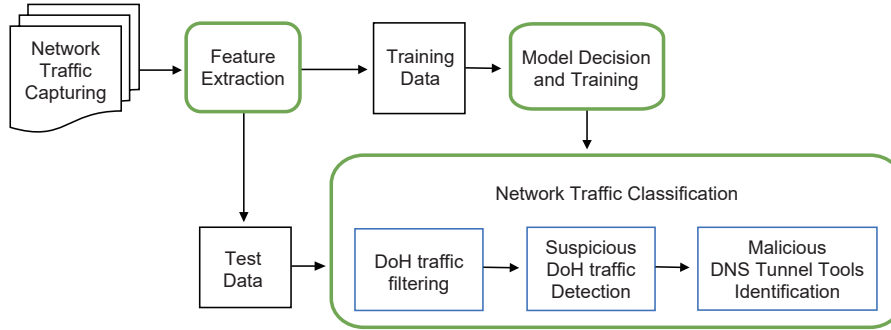 Network
Traffic
Capturing
Feature
Extraction
Training
Data
Model Decision
and Training
Network Traffic Classification
Test
Data
DoH traffic
filtering
Suspicious
DoH traffic
Detection
Malicious
DNS Tunnel Tools
Identification